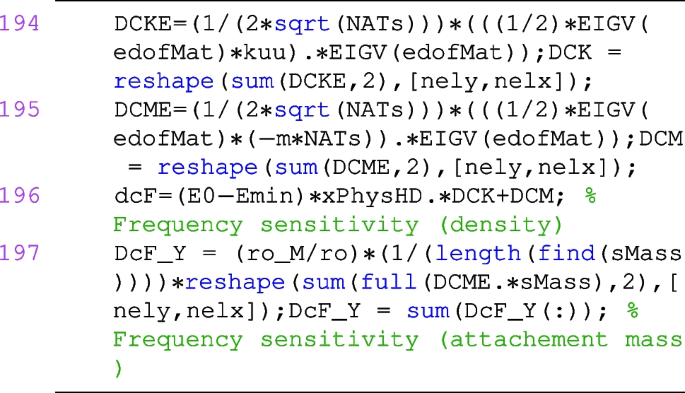 194 DCKE=(1/(2*sqrt(NATs)))*(((1/2)*EIGV(
edofMat)*kuu).*EIGV(edofMat));DCK =
reshape(sum(DCKE,2),[nely,nelx]);
195 DCME=(1/(2*sqrt(NATs)))*(((1/2)*EIGV(
edofMat)*(−m*NATs)).*EIGV(edofMat));DCM
= reshape(sum(DCME,2),[nely,nelx]);
196 dcF=(E0−Emin)*xPhysHD.*DCK+DCM; %
Frequency sensitivity (density)
197 DcF_Y = (ro_M/ro)*(1/(length(find(sMass
))))*reshape(sum(full(DCME.*sMass),2),[
nely,nelx]);DcF_Y = sum(DcF_Y(:)); %
Frequency sensitivity (attachement mass
)